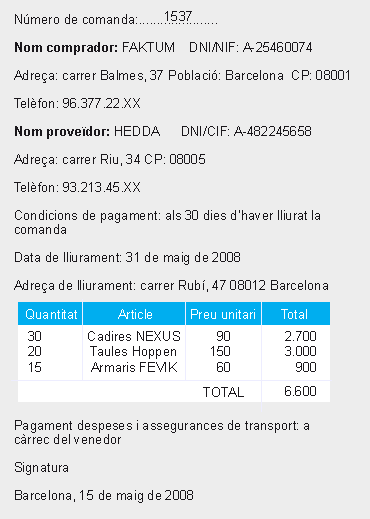 Número de comanda:......1537......
Nom comprador: FAKTUM DNI/NIF: A-25460074
Adreça: carrer Balmes, 37 Població: Barcelona CP: 08001
Telèfon: 96.377.22.XX
Nom proveïdor: HEDDA DNI/CIF: A-482245658
Adreça: carrer Riu, 34 CP: 08005
Telèfon: 93.213.45.XX
Condicions de pagament: als 30 dies d'haver lliurat la
comanda
Data de lliurament: 31 de maig de 2008
Adreça de lliurament: carrer Rubí, 47 08012 Barcelona
Quantitat Article Preu unitari Total
30 Cadires NEXUS 90 2.700
20 Taules Hoppen 150 3.000
15 Armaris FEVIK 60 900
TOTAL 6.600
Pagament despeses i assegurances de transport: a
càrrec del venedor
Signatura
Barcelona, 15 de maig de 2008